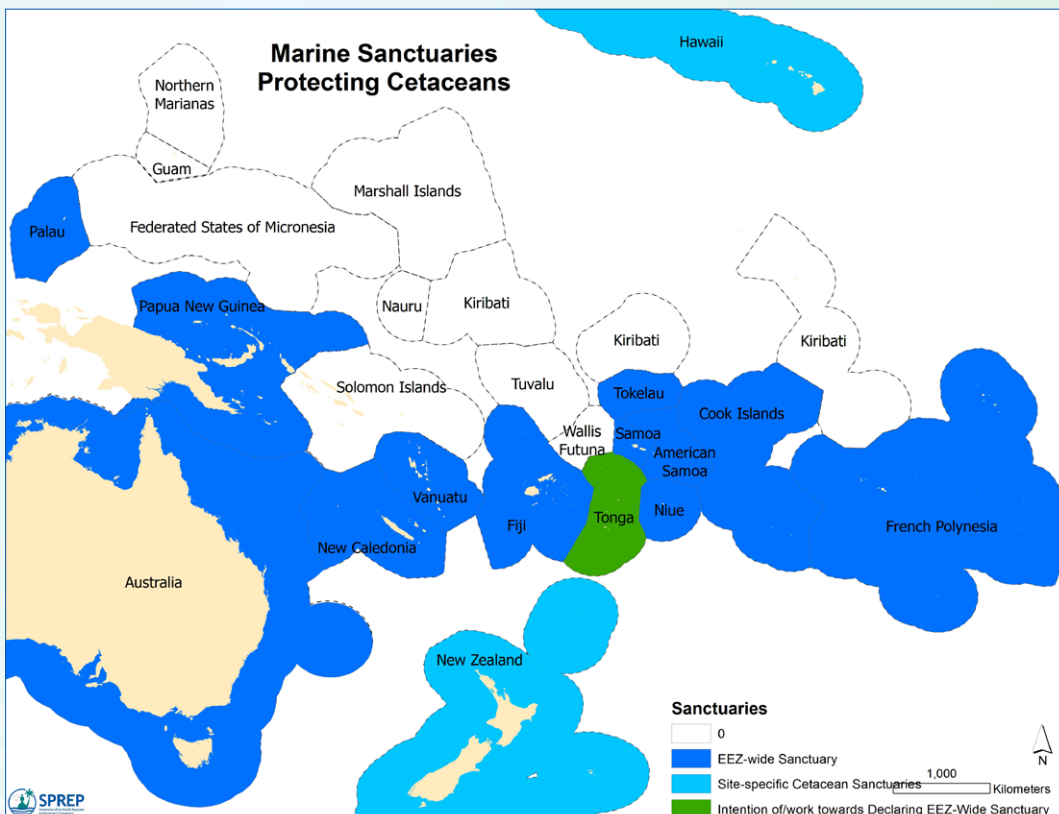 Marine Sanctuaries
Protecting Cetaceans
Hawaii
Northern
Marianas
Guam
Marshall Islands
Palau
Federated States of Micronesia
Papua New Guinea
Nauru
Kiribati
Kiribati
Kiribati
Solomon Islands
Tuvalu
Tokelau
Cook Islands
Wallis
Futuna
Samoa
American
Samoa
Vanuatu
Fiji
Tonga
Niue
French Polynesia
New Caledonia
Australia
New Zealand
Sanctuaries
0
EEZ-wide Sanctuary
Site-specific Cetacean Sanctuaries
Intention of/work towards Declaring EEZ-Wide Sanctuary
1,000
Kilometers
N
SPREP